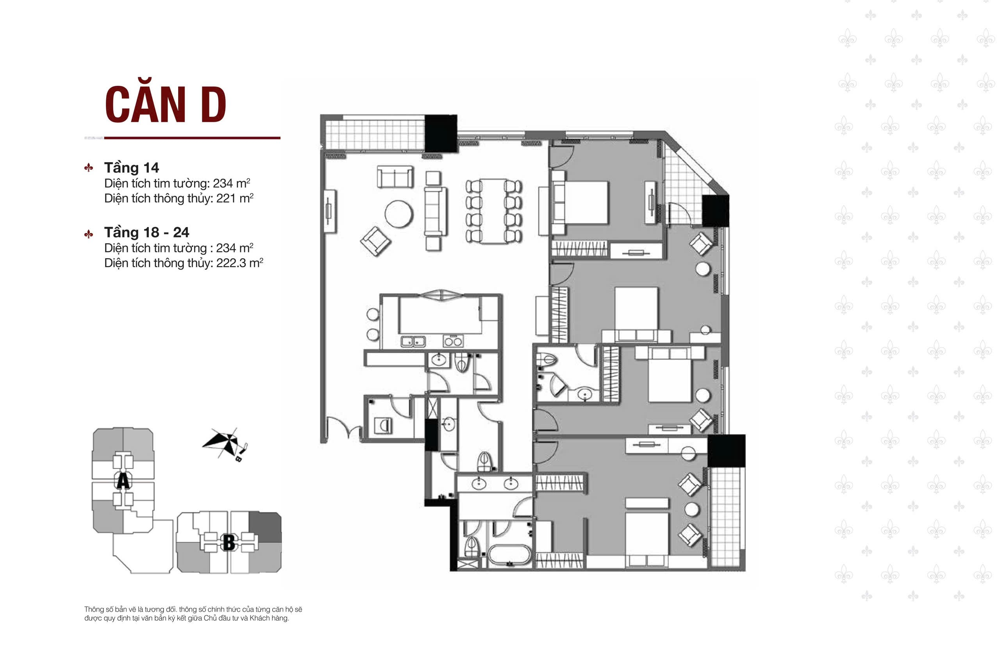 CĂN D
Tầng 14
Diện tích tim tường: 234 m²
Diện tích thông thủy: 221 m²
Tầng 18 - 24
Diện tích tim tường : 234 m²
Diện tích thông thủy: 222.3 m²
A
B
B
Thông số bản vẽ là tương đối. thông số chính thức của từng căn hộ sẽ
được quy định tại văn bản ký kết giữa Chủ đầu tư và Khách hàng.